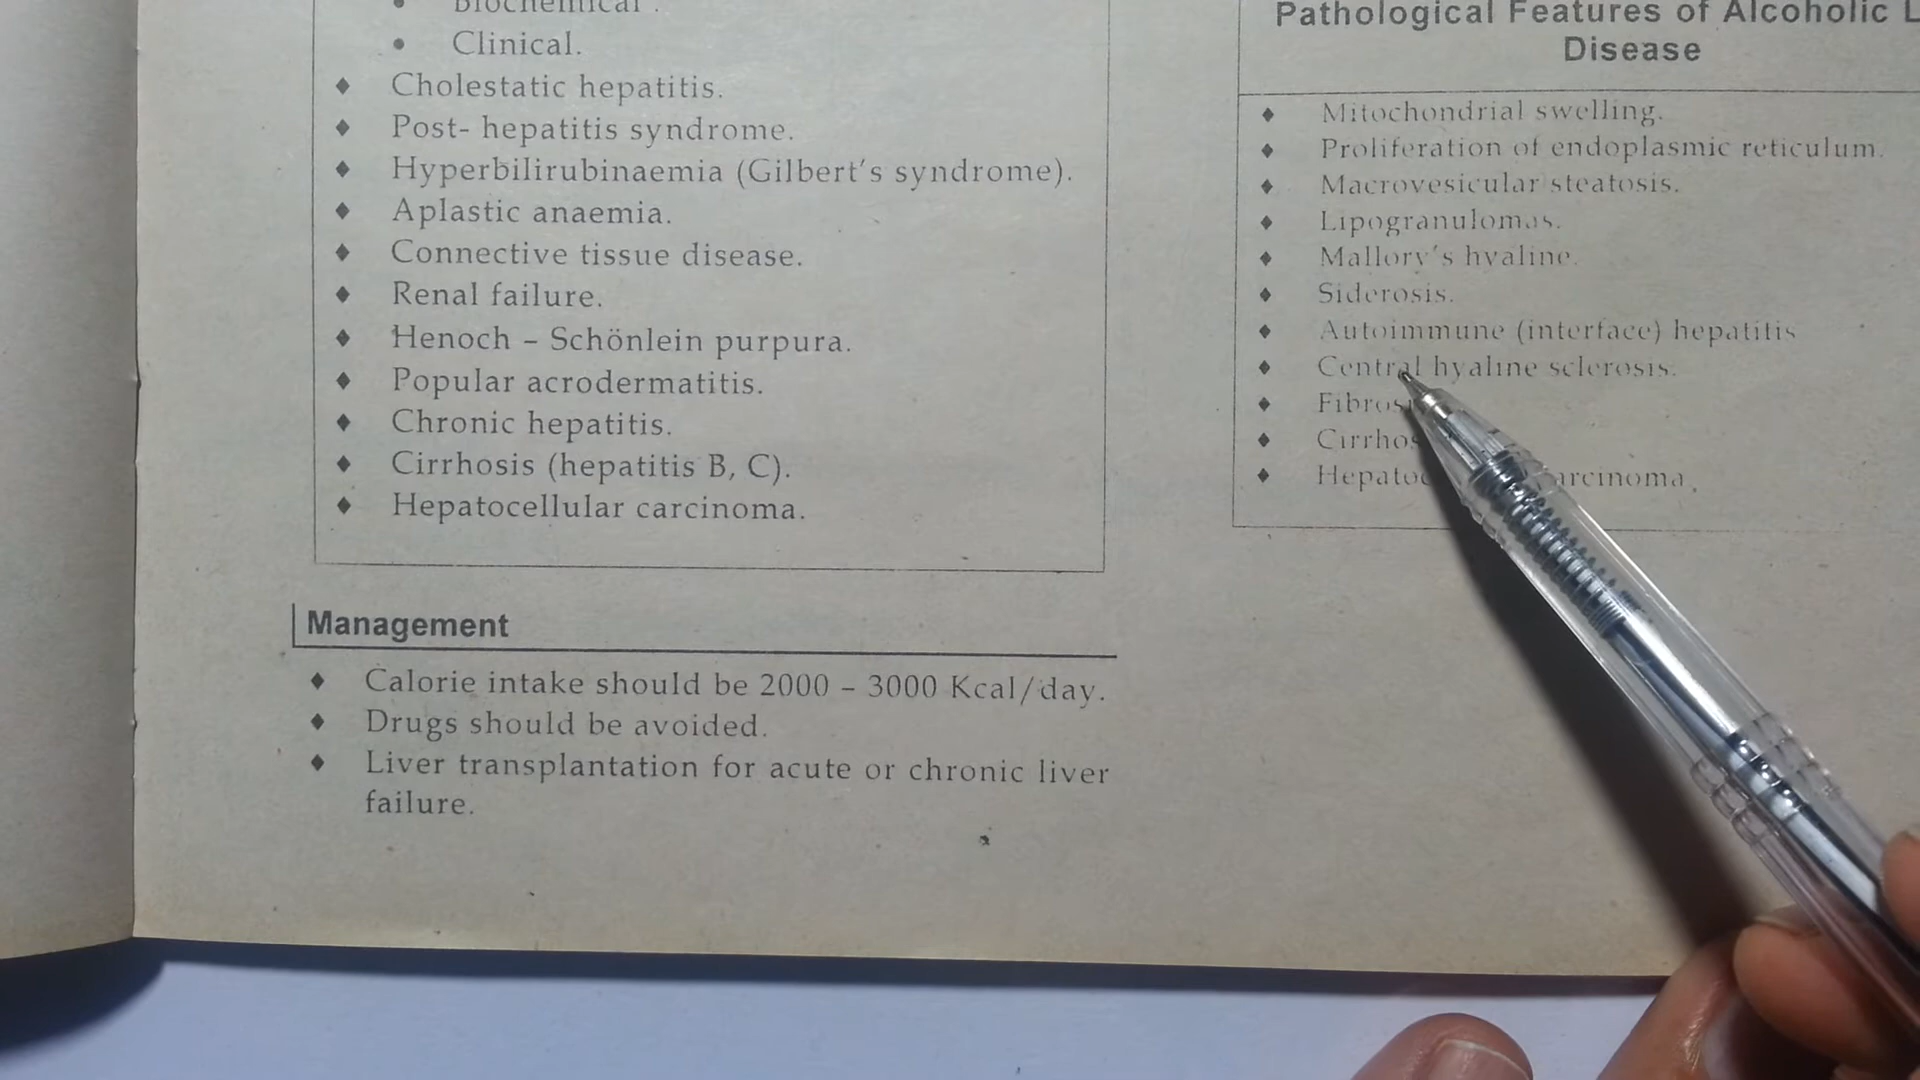 Biochemical .
Clinical.
Cholestatic hepatitis.
Post- hepatitis syndrome.
Hyperbilirubinaemia (Gilbert's syndrome).
Aplastic anaemia.
Connective tissue disease.
Renal failure.
Henoch – Schönlein purpura.
Popular acrodermatitis.
Chronic hepatitis.
Cirrhosis (hepatitis B, C).
Hepatocellular carcinoma.
Management
Calorie intake should be 2000 – 3000 Kcal/day.
Drugs should be avoided.
Liver transplantation for acute or chronic liver
failure.
Pathological Features of Alcoholic
Disease
Mitochondrial swelling.
Proliferation of endoplasmic reticulum.
Macrovesicular steatosis.
Lipogranulomas.
Mallory's hyaline.
Siderosis.
Autoimmune (interface) hepatitis
Central hyaline sclerosis.